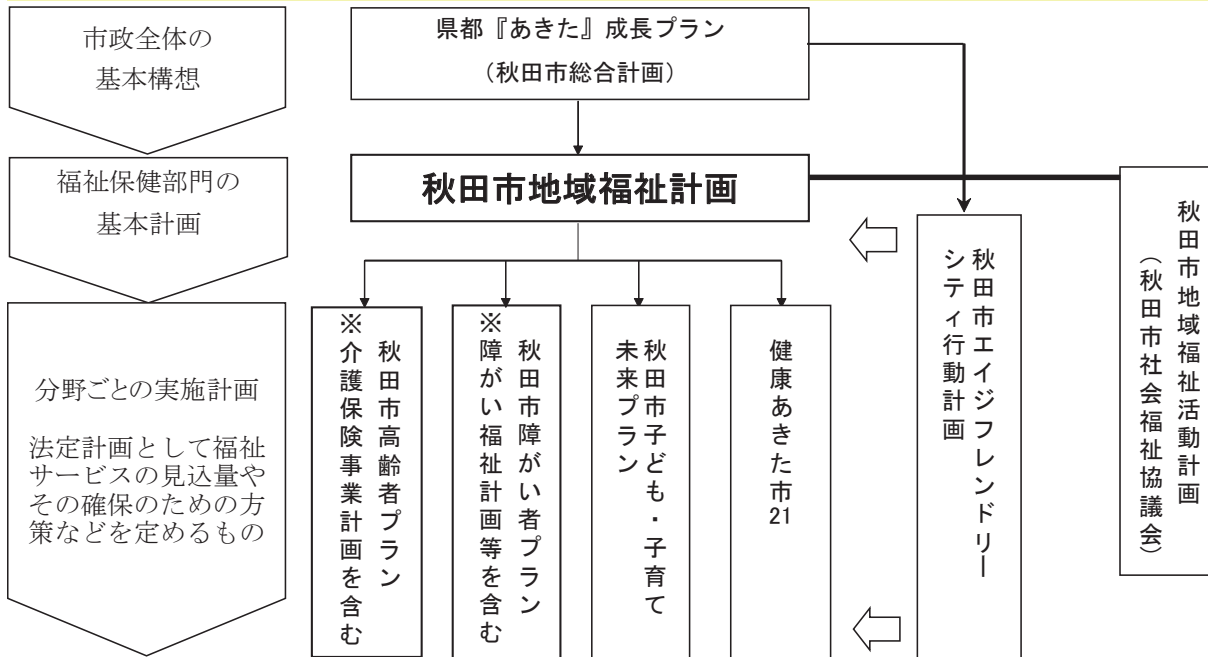 市政全体の
基本構想
県都『あきた』成長プラン
（秋田市総合計画）
福祉保健部門の
基本計画
秋田市地域福祉計画
分野ごとの実施計画
法定計画として福祉
サービスの見込量や
その確保のための方
策などを定めるもの
秋田市高齢者プラン
※介護保険事業計画を含む
秋田市障がい者プラン
※障がい福祉計画等を含む
秋田市子ども・子育て
未来プラン
健康あきた市21
秋田市エイジフレンドリー
シティ行動計画
秋田市地域福祉活動計画
（秋田市社会福祉協議会）